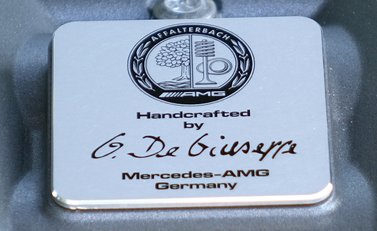 AFFALTERBACH
AMG
Handcrafted
by
G. De Giuseppe
Mercedes-AMG
Germany